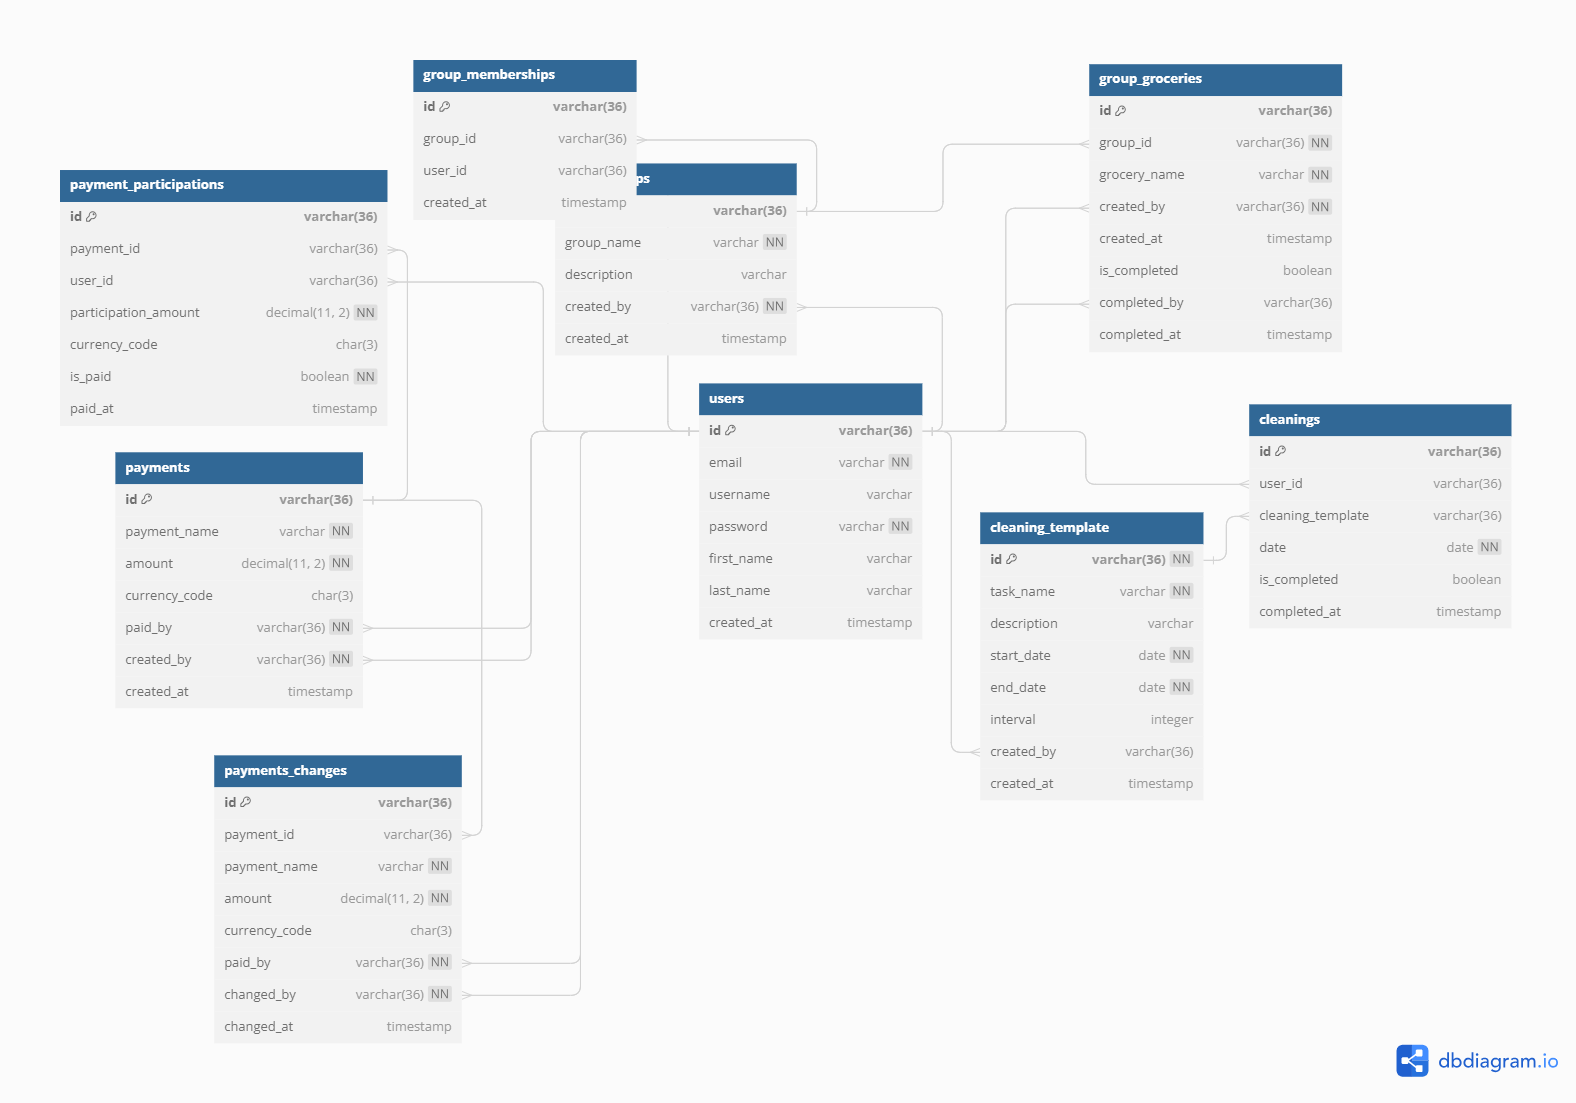 group_memberships
id varchar(36)
group_id varchar(36)
user_id varchar(36)
created_at timestamp
ps
varchar(36)
group_name varchar NN
description varchar
created_by varchar(36) NN
created_at timestamp
group_groceries
id varchar(36)
group_id varchar(36) NN
grocery_name varchar NN
created_by varchar(36) NN
created_at timestamp
is_completed boolean
completed_by varchar(36)
completed_at timestamp
payment_participations
id varchar(36)
payment_id varchar(36)
user_id varchar(36)
participation_amount decimal(11, 2) NN
currency_code char(3)
is_paid boolean NN
paid_at timestamp
users
id varchar(36)
email varchar NN
username varchar
password varchar NN
first_name varchar
last_name varchar
created_at timestamp
cleanings
id varchar(36)
user_id varchar(36)
cleaning_template varchar(36)
date date NN
is_completed boolean
completed_at timestamp
payments
id varchar(36)
payment_name varchar NN
amount decimal(11, 2) NN
currency_code char(3)
paid_by varchar(36) NN
created_by varchar(36) NN
created_at timestamp
cleaning_template
id varchar(36) NN
task_name varchar NN
description varchar
start_date date NN
end_date date NN
interval integer
created_by varchar(36)
created_at timestamp
payments_changes
id varchar(36)
payment_id varchar(36)
payment_name varchar NN
amount decimal(11, 2) NN
currency_code char(3)
paid_by varchar(36) NN
changed_by varchar(36) NN
changed_at timestamp
dbdiagram.io